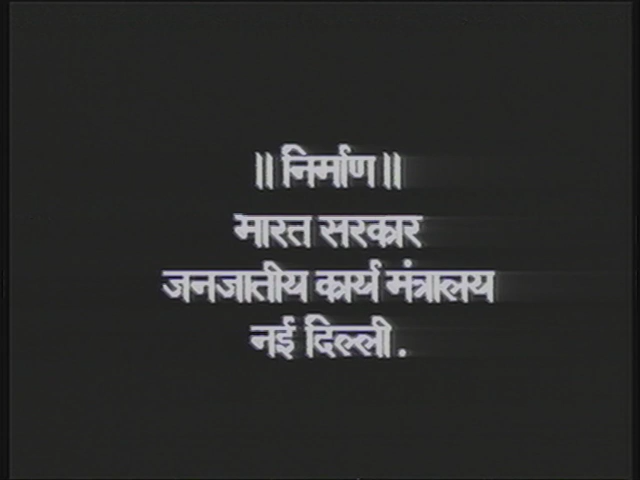 ॥ निर्माण ॥
भारत सरकार
जनजातीय कार्य मंत्रालय
नई दिल्ली.